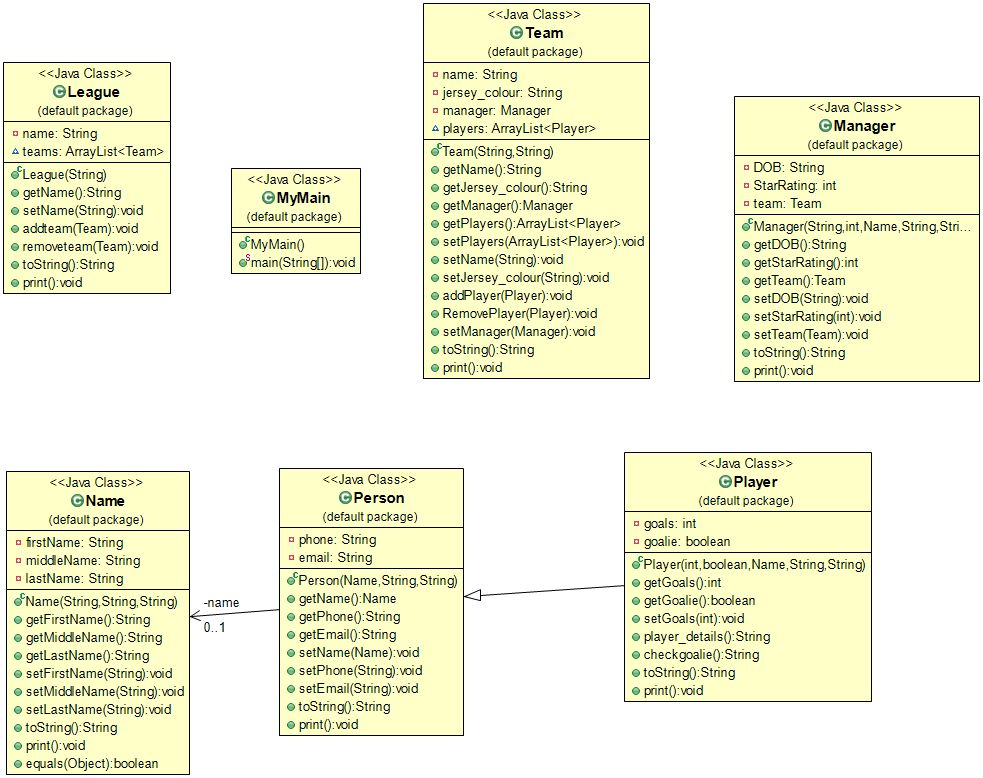 <<Java Class>>
League
(default package)
name: String
teams: ArrayList<Team>
League(String)
getName():String
setName(String):void
addteam(Team):void
removeteam(Team):void
toString():String
print():void
<<Java Class>>
MyMain
(default package)
MyMain()
main(String[]):void
<<Java Class>>
Team
(default package)
name: String
jersey_colour: String
manager: Manager
players: ArrayList<Player>
Team(String,String)
getName():String
getJersey_colour():String
getManager():Manager
getPlayers():ArrayList<Player>
setPlayers(ArrayList<Player>):void
setName(String):void
setJersey_colour(String):void
addPlayer(Player):void
RemovePlayer(Player):void
setManager(Manager):void
toString():String
print():void
<<Java Class>>
Manager
(default package)
DOB: String
StarRating: int
team: Team
Manager(String,int,Name,String,Stri...
getDOB():String
getStarRating():int
getTeam():Team
setDOB(String):void
setStarRating(int):void
setTeam(Team):void
toString():String
print():void
<<Java Class>>
Name
(default package)
firstName: String
middleName: String
lastName: String
Name(String,String,String)
getFirstName():String
getMiddleName():String
getLastName():String
setFirstName(String):void
setMiddleName(String):void
setLastName(String):void
toString():String
print():void
equals(Object):boolean
-name
0..1
<<Java Class>>
Person
(default package)
phone: String
email: String
Person(Name,String,String)
getName():Name
getPhone():String
getEmail():String
setName(Name):void
setPhone(String):void
setEmail(String):void
toString():String
print():void
<<Java Class>>
Player
(default package)
goals: int
goalie: boolean
Player(int,boolean,Name,String,String)
getGoals():int
getGoalie():boolean
setGoals(int):void
player_details():String
checkgoalie():String
toString():String
print():void